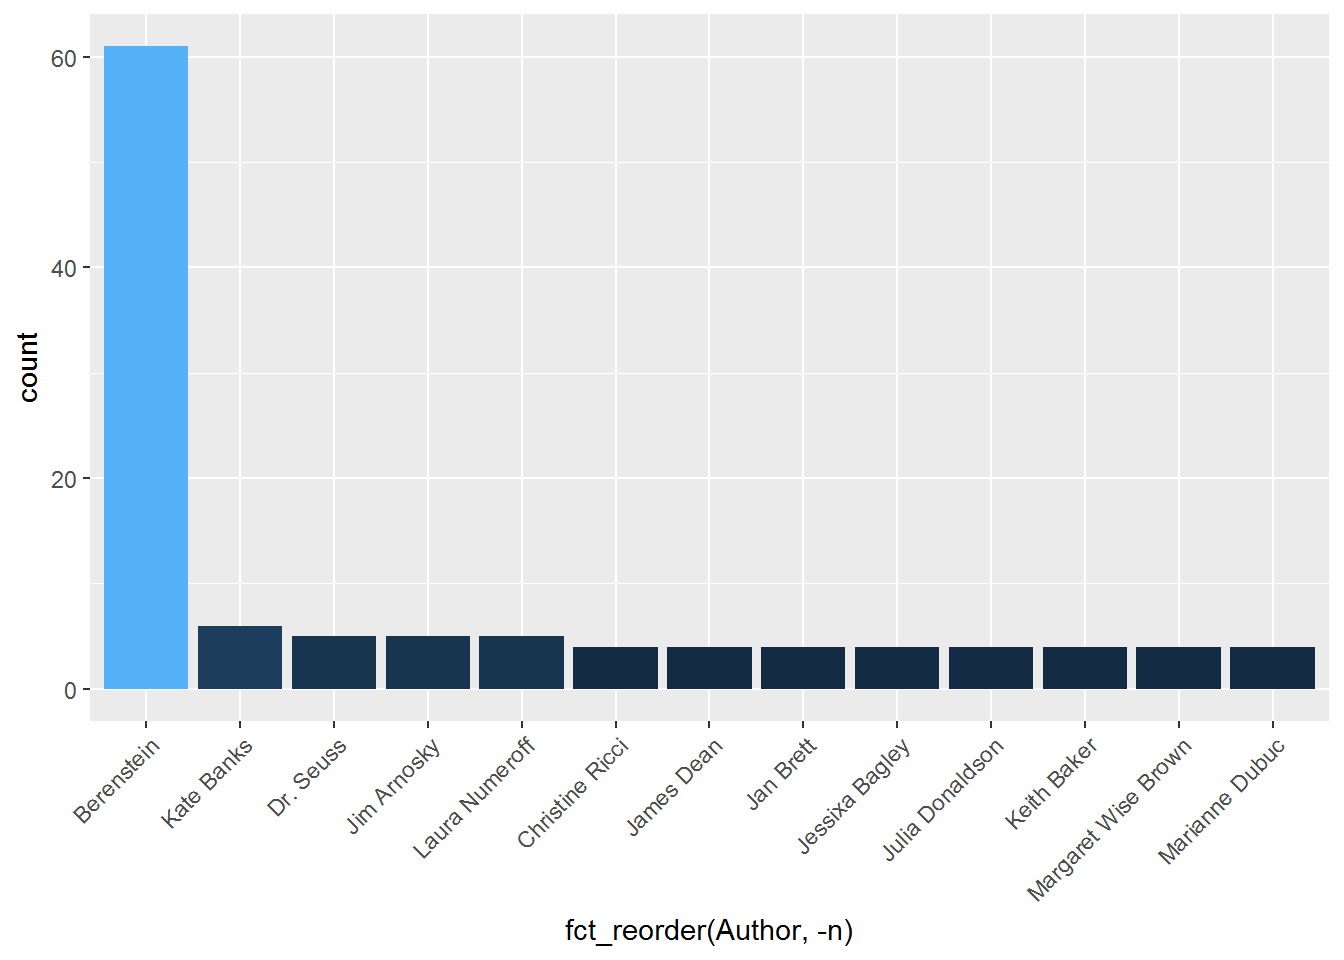 60
40
20
0
count
Berenstein
Kate Banks
Dr. Seuss
Jim Arnosky
Laura Numeroff
Christine Ricci
James Dean
Jan Brett
Jessixa Bagley
Julia Donaldson
Keith Baker
Margaret Wise Brown
Marianne Dubuc
fct_reorder(Author, -n)